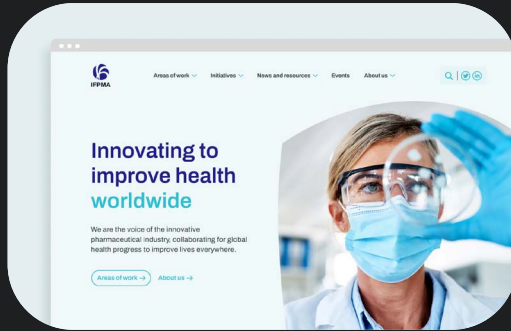 IFPMA
Areas of work
Initiatives
News and resources
Events
About us
Innovating to
improve health
worldwide
We are the voice of the innovative
pharmaceutical industry, collaborating for global
health progress to improve lives everywhere.
Areas of work →
About us →